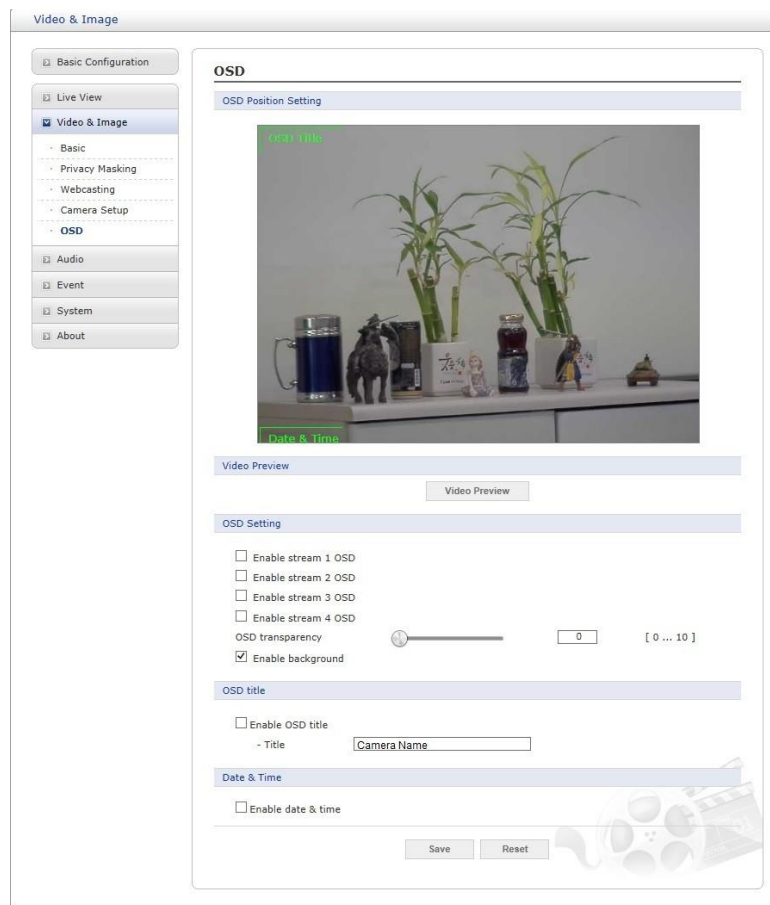 Video & Image
Basic Configuration
Live View
Video & Image
Basic
Privacy Masking
Webcasting
Camera Setup
OSD
Audio
Event
System
About
OSD
OSD Position Setting
OSD Title
Date & Time
Video Preview
Video Preview
OSD Setting
Enable stream 1 OSD
Enable stream 2 OSD
Enable stream 3 OSD
Enable stream 4 OSD
OSD transparency 0 [ 0 ... 10 ]
Enable background
OSD title
Enable OSD title
- Title Camera Name
Date & Time
Enable date & time
Save Reset